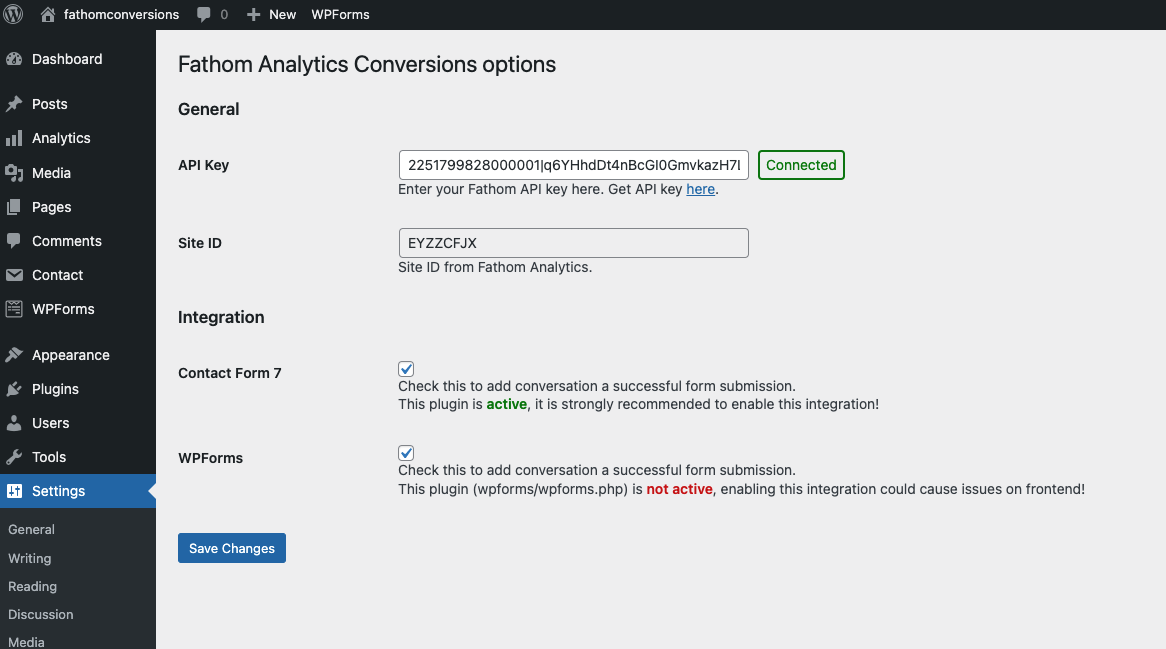 fathomconversions 0 New WPForms
Dashboard
Posts
Analytics
Media
Pages
Comments
Contact
WPForms
Appearance
Plugins
Users
Tools
Settings
General
Writing
Reading
Discussion
Media
Fathom Analytics Conversions options
General
API Key
2251799828000001|q6YHhdDt4nBcGl0GmvkazH7l Connected
Enter your Fathom API key here. Get API key here.
Site ID
EYZZCFJX
Site ID from Fathom Analytics.
Integration
Contact Form 7
Check this to add conversation a successful form submission.
This plugin is active, it is strongly recommended to enable this integration!
WPForms
Check this to add conversation a successful form submission.
This plugin (wpforms/wpforms.php) is not active, enabling this integration could cause issues on frontend!
Save Changes